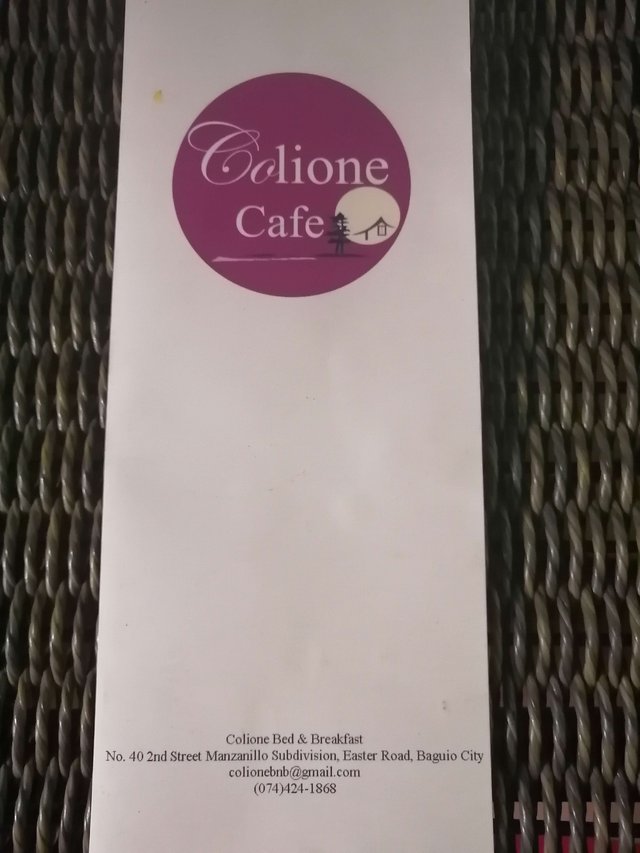 Colione
Cafe
Colione Bed & Breakfast
No. 40 2nd Street Manzanillo Subdivision, Easter Road, Baguio City
colionebnb@gmail.com
(074)424-1868